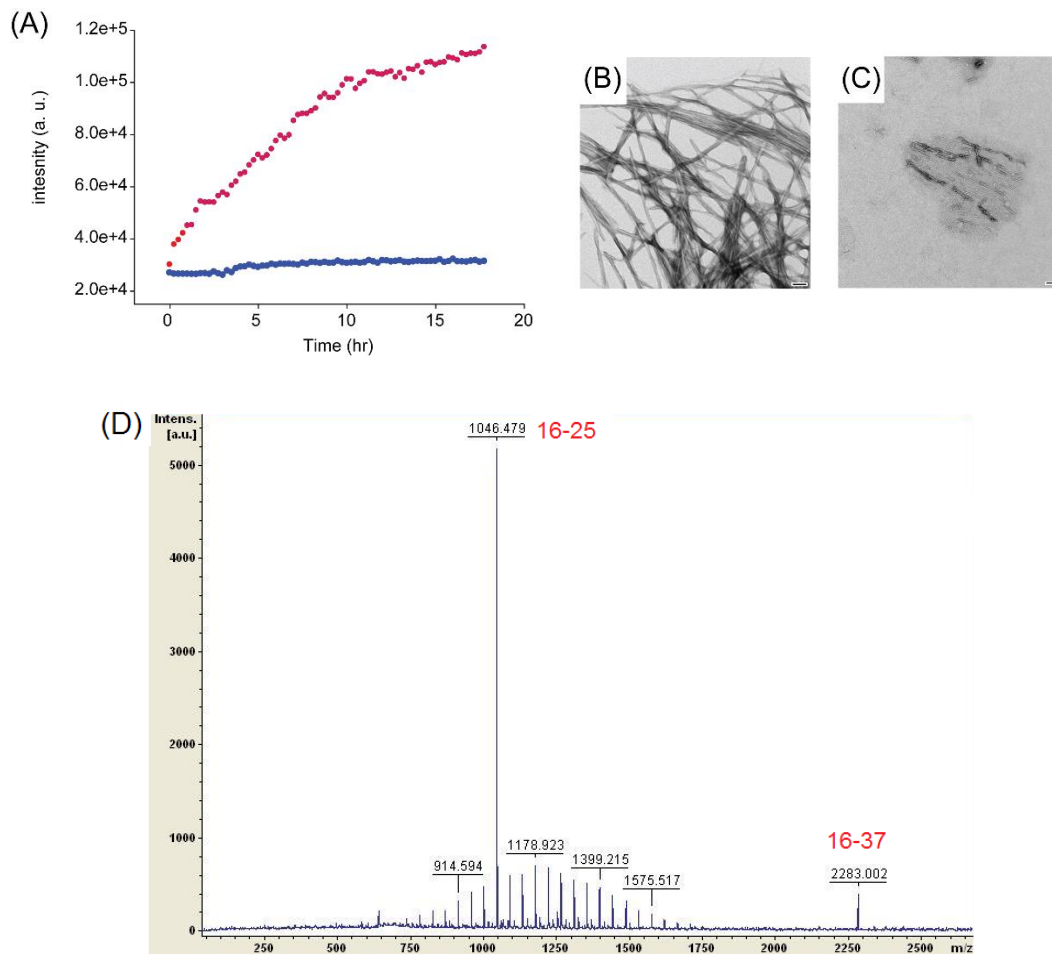 (A)
1.2e+5
1.0e+5
8.0e+4
6.0e+4
4.0e+4
2.0e+4
intesnity (a. u.)
0 5 10 15 20
Time (hr)
(B)
(C)
(D)
Intens.
[a.u.]
5000
4000
3000
2000
1000
0
1046.479 16-25
914.594
1178.923
1399.215
1575.517
16-37
2283.002
250 500 750 1000 1250 1500 1750 2000 2250 2500 m/z